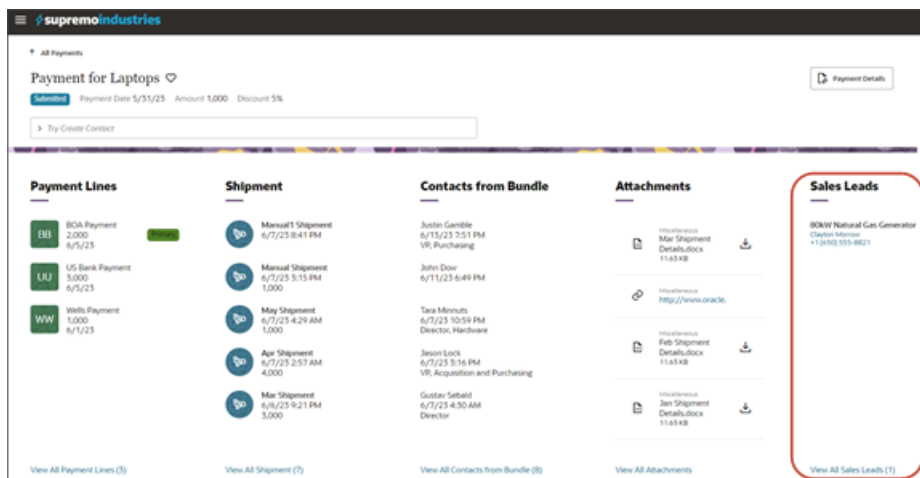 supremoindustries
All Payments
Payment for Laptops
Payment Details
Submitted Payment Date 5/31/23 Amount 1,000 Discount 5%
Try Create Contact
Payment Lines
BB
BOA Payment
2,000
6/5/23
Primary
UU
US Bank Payment
3,000
6/5/23
WW
Wells Payment
1,000
6/1/23
View All Payment Lines (3)
Shipment
Manual1 Shipment
6/7/23 8:41 PM
Manual Shipment
6/7/23 5:15 PM
1,000
May Shipment
6/7/23 4:29 AM
1,000
Apr Shipment
6/7/23 2:57 AM
4,000
Mar Shipment
6/6/23 9:21 PM
3,000
View All Shipment (7)
Contacts from Bundle
Justin Gamble
6/13/23 7:51 PM
VP, Purchasing
John Dow
6/11/23 6:49 PM
Tara Minnuts
6/7/23 10:59 PM
Director, Hardware
Jason Lock
6/7/23 5:16 PM
VP, Acquisition and Purchasing
Gustav Sebald
6/7/23 4:30 AM
Director
View All Contacts from Bundle (8)
Attachments
Miscellaneous
Mar Shipment
Details.docx
11.63 KB
Miscellaneous
http://www.oracle.
Miscellaneous
Feb Shipment
Details.docx
11.63 KB
Miscellaneous
Jan Shipment
Details.docx
11.63 KB
View All Attachments
Sales Leads
80kW Natural Gas Generator
Clayton Morrow
+1 (650) 555-8821
View All Sales Leads (1)